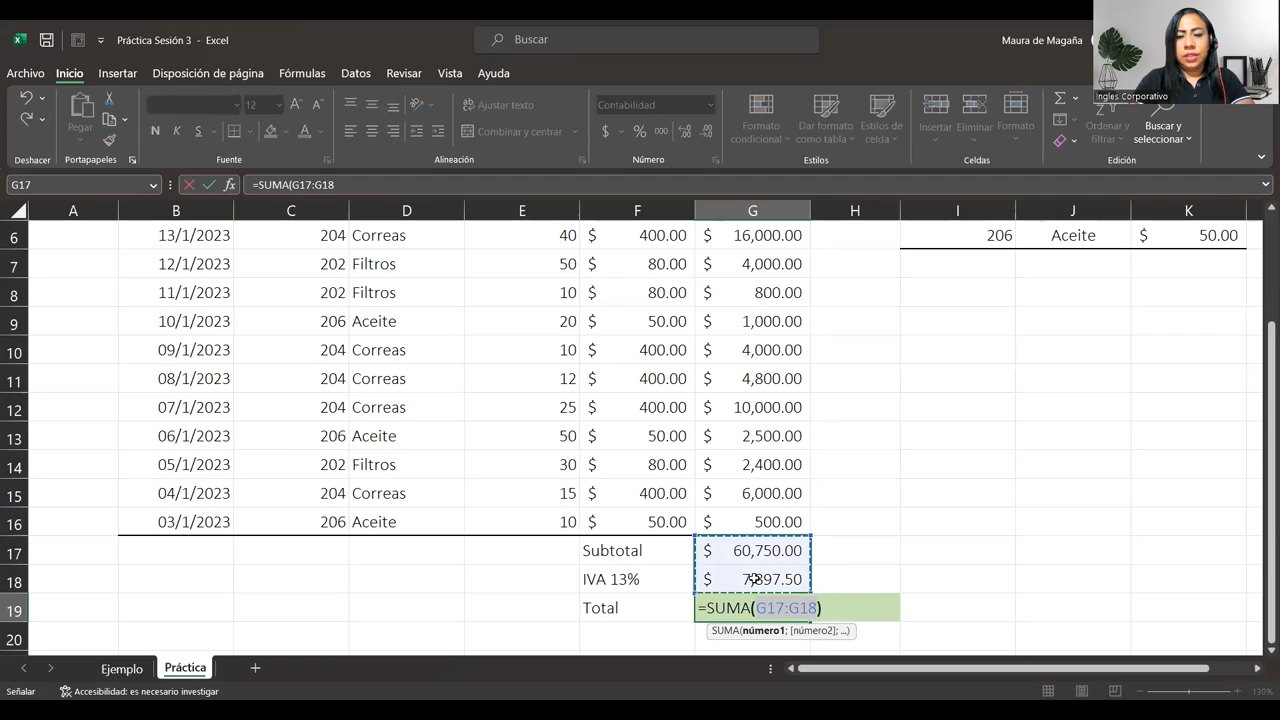 Práctica Sesión 3 - Excel
Buscar
Maura de Magaña
Ingles Corporativo
Archivo Inicio Insertar Disposición de página Fórmulas Datos Revisar Vista Ayuda
12 Ajustar texto Contabilidad
Pegar N K S Combinar y centrar $ % 000 Formato condicional Dar formato como tabla Estilos de celda Insertar Eliminar Formato Ordenar y filtrar Buscar y seleccionar
Deshacer Portapapeles Fuente Alineación Número Estilos Celdas Edición
G17 fx =SUMA(G17:G18
A B C D E F G H I J K
6 13/1/2023 204 Correas 40 $ 400.00 $ 16,000.00 206 Aceite $ 50.00
7 12/1/2023 202 Filtros 50 $ 80.00 $ 4,000.00
8 11/1/2023 202 Filtros 10 $ 80.00 $ 800.00
9 10/1/2023 206 Aceite 20 $ 50.00 $ 1,000.00
10 09/1/2023 204 Correas 10 $ 400.00 $ 4,000.00
11 08/1/2023 204 Correas 12 $ 400.00 $ 4,800.00
12 07/1/2023 204 Correas 25 $ 400.00 $ 10,000.00
13 06/1/2023 206 Aceite 50 $ 50.00 $ 2,500.00
14 05/1/2023 202 Filtros 30 $ 80.00 $ 2,400.00
15 04/1/2023 204 Correas 15 $ 400.00 $ 6,000.00
16 03/1/2023 206 Aceite 10 $ 50.00 $ 500.00
17 Subtotal $ 60,750.00
18 IVA 13% $ 7,897.50
19 Total =SUMA(G17:G18)
20 SUMA(número1; [número2]; ...)
Ejemplo Práctica
Señalar Accesibilidad: es necesario investigar 130%